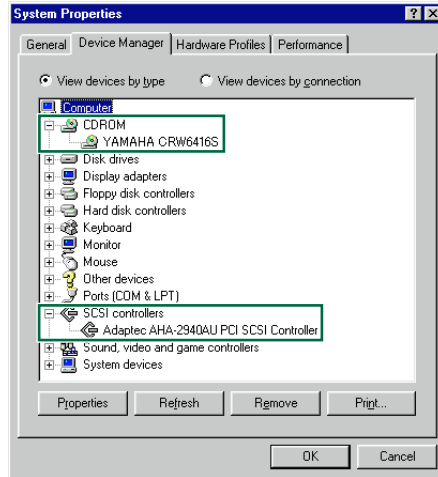 System Properties
General Device Manager Hardware Profiles Performance
View devices by type View devices by connection
Computer
CDROM
YAMAHA CRW6416S
Disk drives
Display adapters
Floppy disk controllers
Hard disk controllers
Keyboard
Monitor
Mouse
Other devices
Ports (COM & LPT)
SCSI controllers
Adaptec AHA-2940AU PCI SCSI Controller
Sound, video and game controllers
System devices
Properties Refresh Remove Print...
OK Cancel